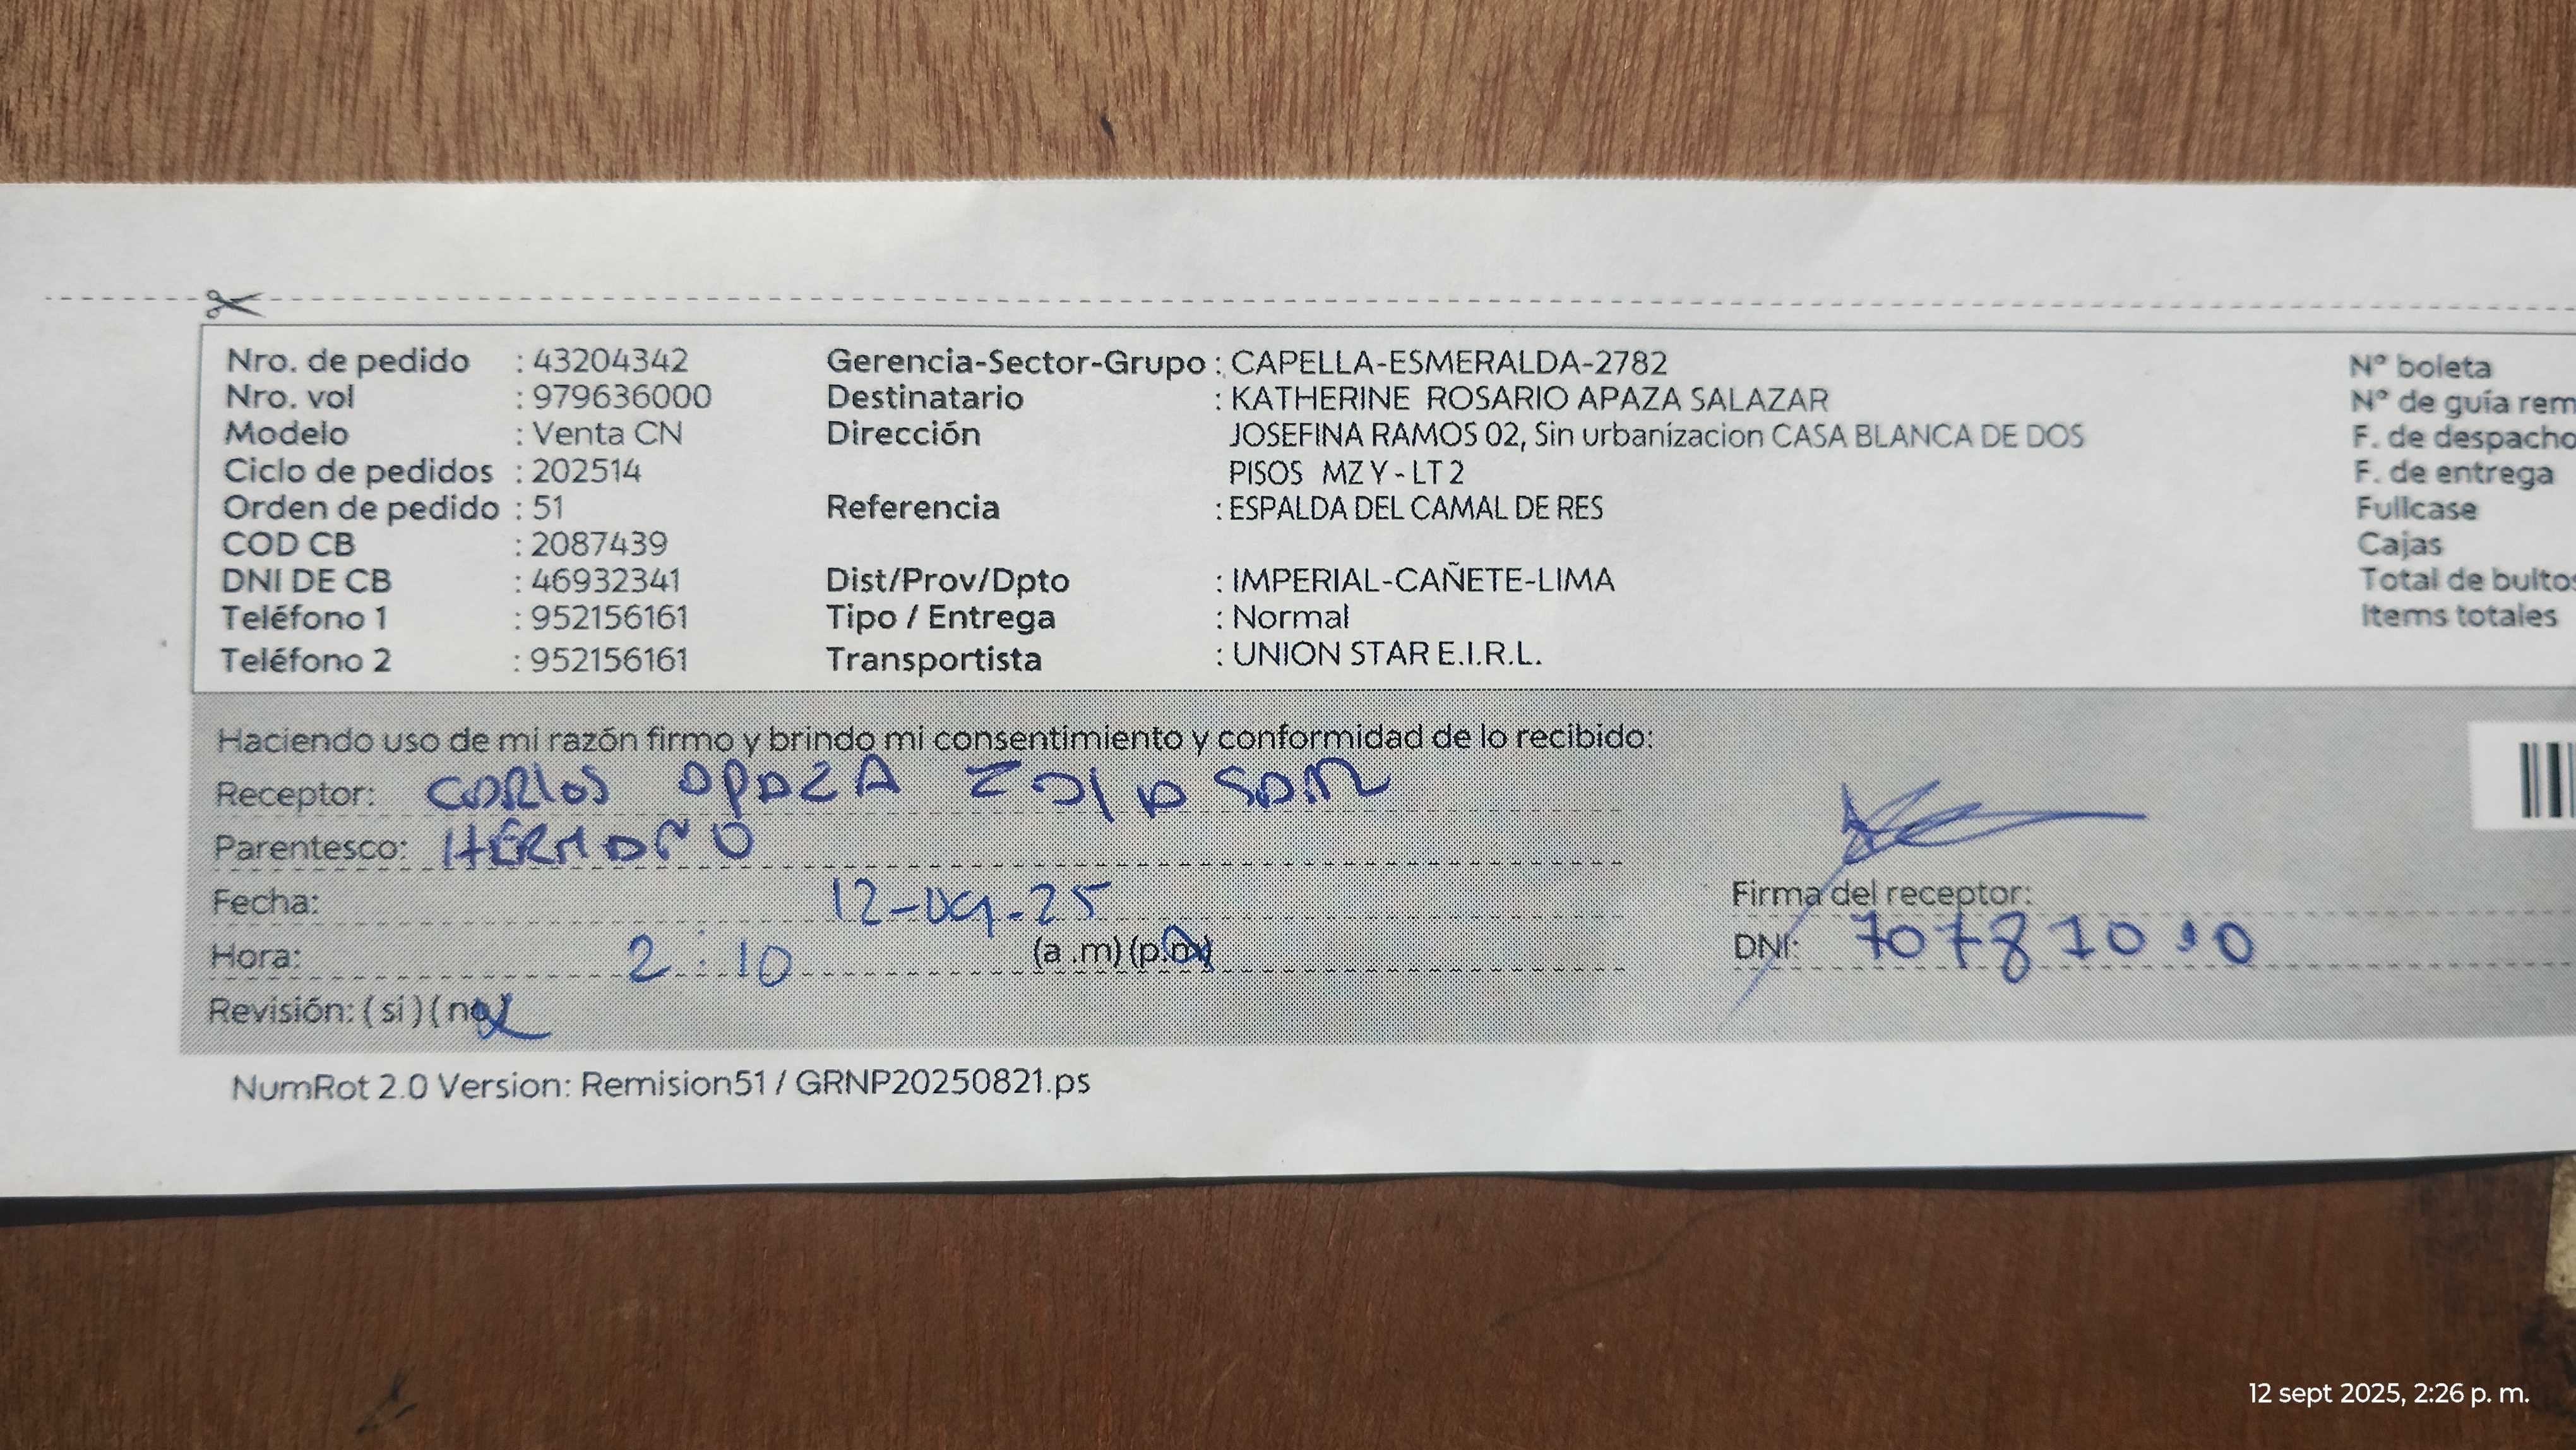 Nro. de pedido : 43204342 Gerencia-Sector-Grupo : CAPELLA-ESMERALDA-2782 N° boleta
Nro. vol : 979636000 Destinatario : KATHERINE ROSARIO APAZA SALAZAR N° de guía rem
Modelo : Venta CN Dirección JOSEFINA RAMOS 02, Sin urbanizacion CASA BLANCA DE DOS F. de despacho
Ciclo de pedidos : 202514 PISOS MZ Y - LT 2 F. de entrega
Orden de pedido : 51 Referencia : ESPALDA DEL CAMAL DE RES Fullcase
COD CB : 2087439 Cajas
DNI DE CB : 46932341 Dist/Prov/Dpto : IMPERIAL-CAÑETE-LIMA Total de bultos
Teléfono 1 : 952156161 Tipo / Entrega : Normal Items totales
Teléfono 2 : 952156161 Transportista : UNION STAR E.I.R.L.
Haciendo uso de mi razón firmo y brindo mi consentimiento y conformidad de lo recibido:
Receptor: CARLOS APAZA
Parentesco: HERMANO
Fecha: 12-09-25 Firma del receptor:
Hora: 2:10 (a .m) (p.m) DNI:
Revisión: ( si ) ( no )
NumRot 2.0 Version: Remision51 / GRNP20250821.ps
12 sept 2025, 2:26 p. m.